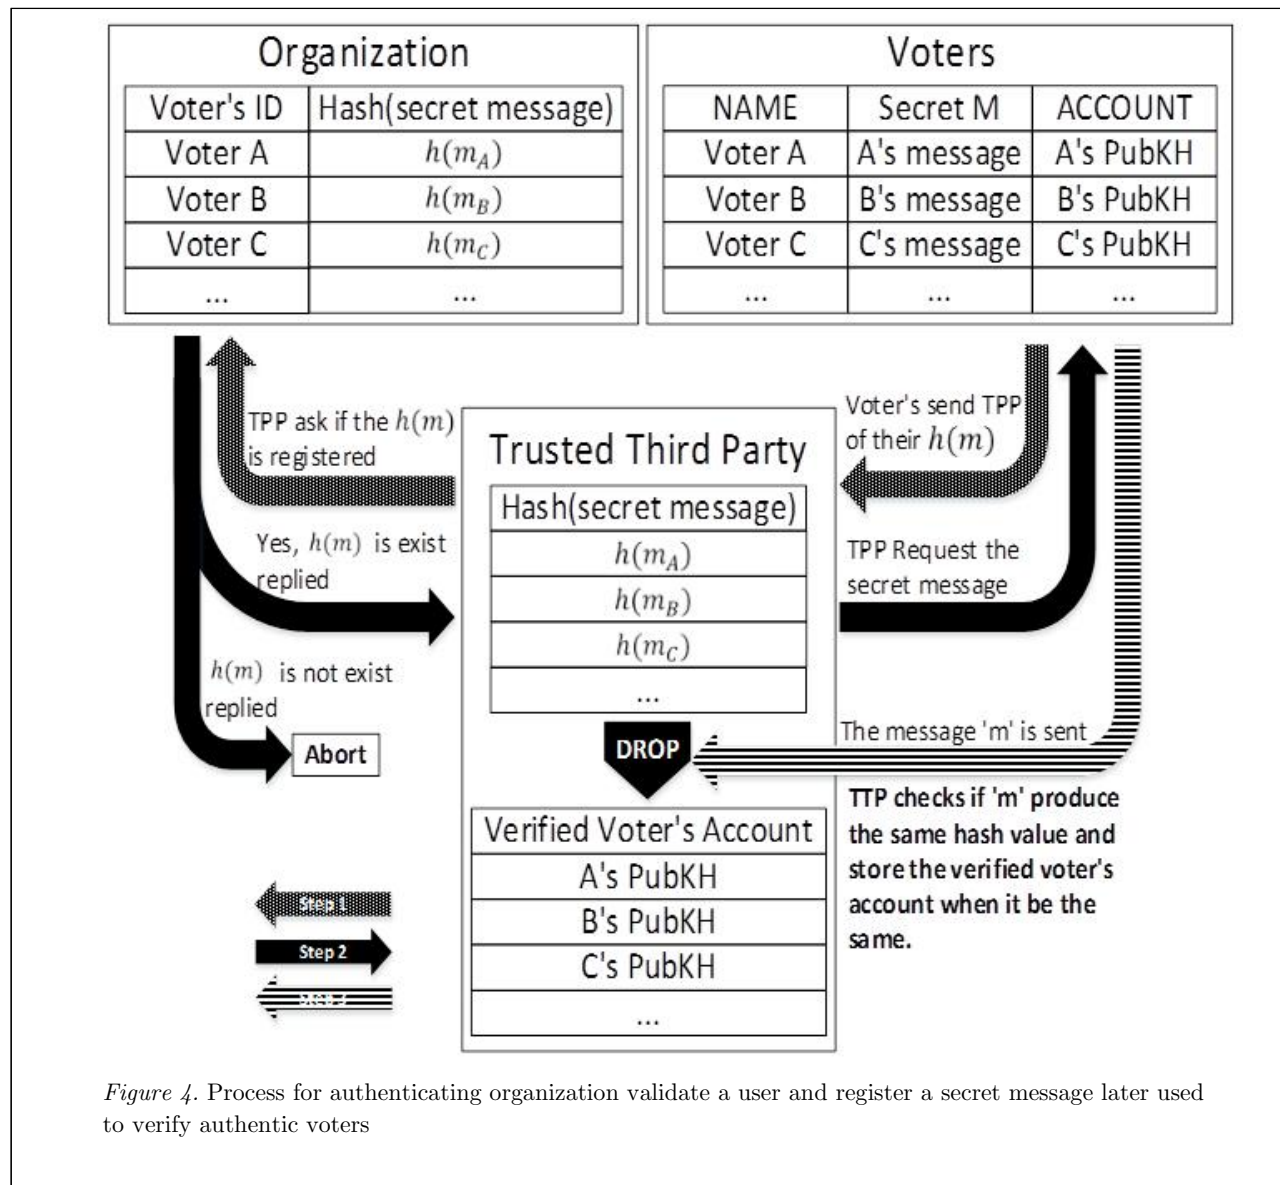 Organization
Voter's ID Hash(secret message)
Voter A h(m_A)
Voter B h(m_B)
Voter C h(m_C)
... ...
Voters
NAME Secret M ACCOUNT
Voter A A's message A's PubKH
Voter B B's message B's PubKH
Voter C C's message C's PubKH
... ... ...
TPP ask if the h(m)
is registered
Yes, h(m) is exist
replied
h(m) is not exist
replied
Abort
Trusted Third Party
Hash(secret message)
h(m_A)
h(m_B)
h(m_C)
...
DROP
Verified Voter's Account
A's PubKH
B's PubKH
C's PubKH
...
Voter's send TPP
of their h(m)
TPP Request the
secret message
The message 'm' is sent
TTP checks if 'm' produce
the same hash value and
store the verified voter's
account when it be the
same.
Step 1
Step 2
Step 3
Figure 4. Process for authenticating organization validate a user and register a secret message later used
to verify authentic voters